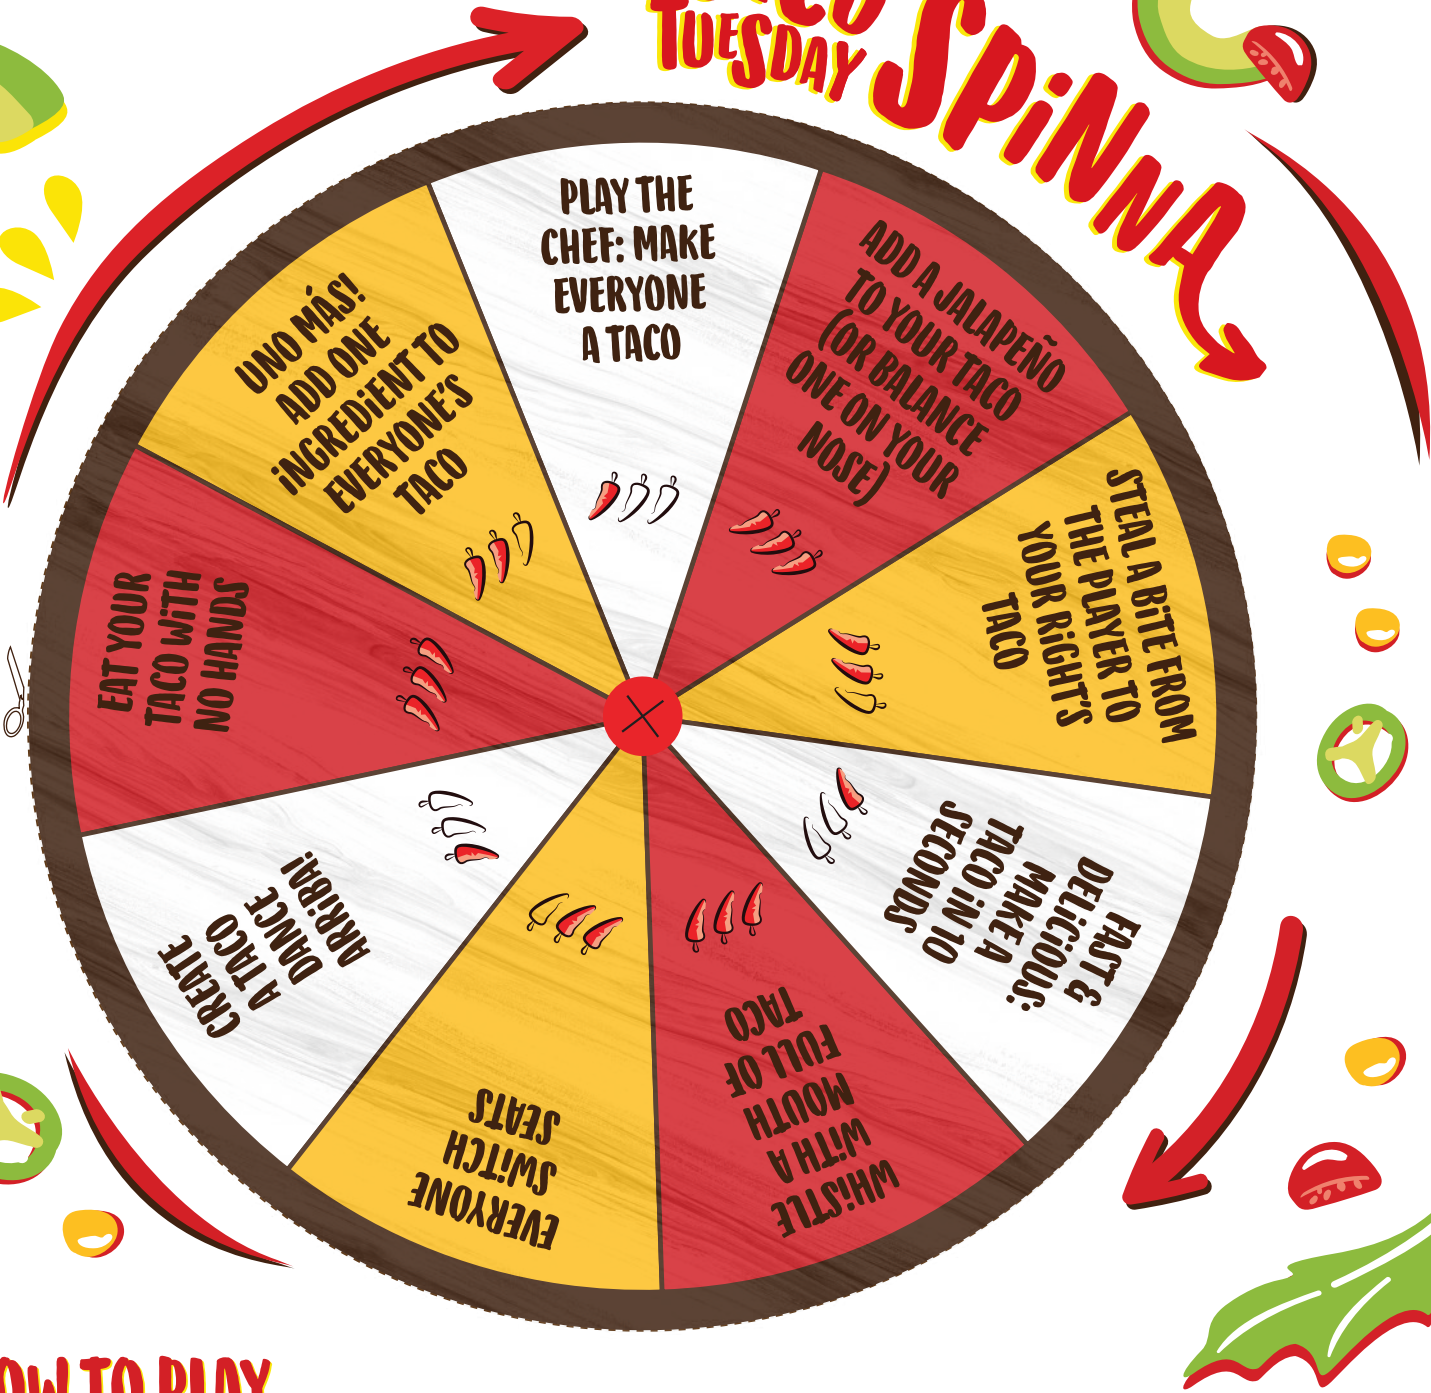 TUESDAY
SPiNNA
PLAY THE
CHEF: MAKE
EVERYONE
A TACO
ADD A JALAPEÑO
TO YOUR TACO
(OR BALANCE
ONE ON YOUR
NOSE)
STEAL A BiTE FROM
THE PLAYER TO
YOUR RiGHT'S
TACO
FAST &
DELiCiOUS:
MAKE A
TACO iN 10
SECONDS
WHiSTLE
WiTH A
MOUTH
FULL OF
TACO
EVERYONE
SWiTCH
SEATS
CREATE
A TACO
DANCE
ARRiBA!
EAT YOUR
TACO WiTH
NO HANDS
UNO MÁS!
ADD ONE
iNGREDiENT TO
EVERYONE'S
TACO
OW TO PLAY